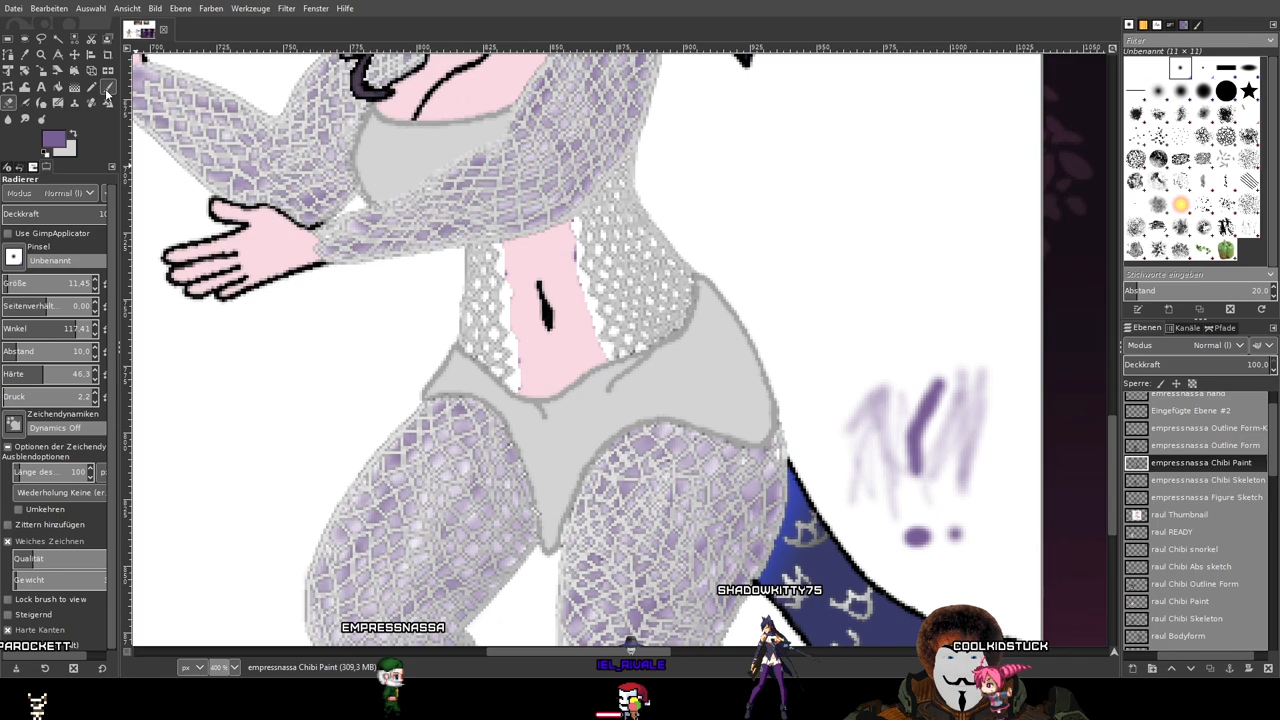 Datei Bearbeiten Auswahl Ansicht Ebene Bild Farben Werkzeuge Filter Fenster Hilfe
Filter
Unbenannt (11 × 11)
Radierer
Modus Normal (l)
Deckkraft 10
Use GimpApplicator
Pinsel
Unbenannt
Größe 11,45
Seitenverhält... 0,00
Winkel 117,41
Abstand 10,0
Härte 46,3
Druck 2,2
Zeichendynamiken
Dynamics Off
Optionen der Zeichendy
Ausblendoptionen
Länge des... 100 p
Wiederholung Keine (er
Umkehren
Zittern hinzufügen
Weiches Zeichnen
Qualität
Gewicht
Lock brush to view
Steigernd
Harte Kanten
Stichworte eingeben
Abstand 20,0
Ebenen Kanäle Pfade
Modus Normal (l)
Deckkraft 100,0
Sperre:
empressnassa hand
Eingefügte Ebene #2
empressnassa Outline Form-K
empressnassa Outline Form
empressnassa Chibi Paint
empressnassa Chibi Skeleton
empressnassa Figure Sketch
raul Thumbnail
raul READY
raul Chibi snorkel
raul Chibi Abs sketch
raul Chibi Outline Form
raul Chibi Paint
raul Chibi Skeleton
raul Bodyform
px 400 % empressnassa Chibi Paint (309,3 MB)
PAROCKETT
EMPRESSNASSA
IEL_RIVALE
SHADOWKITTY75
COOLKIDSTUCK